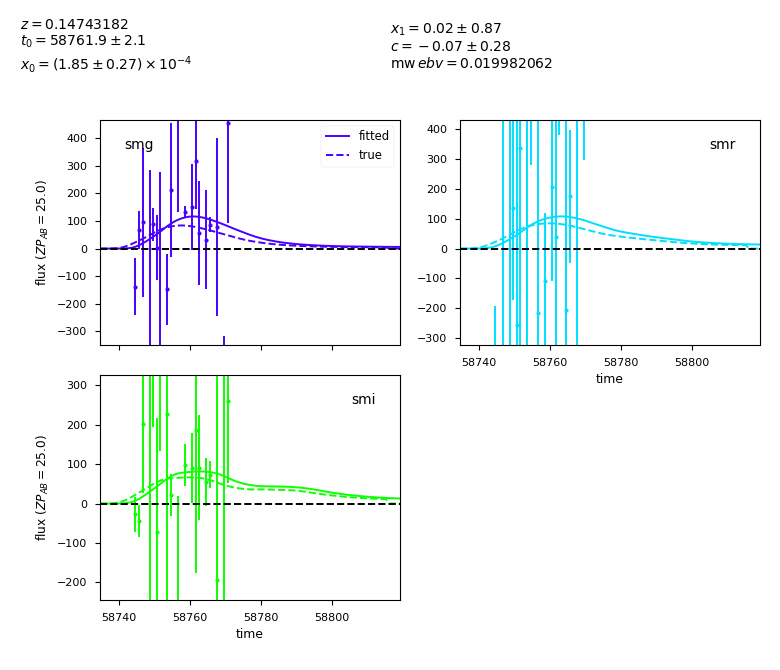 z = 0.14743182
t₀ = 58761.9 ± 2.1
x₀ = (1.85 ± 0.27) × 10⁻⁴
x₁ = 0.02 ± 0.87
c = −0.07 ± 0.28
mw ebv = 0.019982062
smg
fitted
true
400
300
200
100
0
−100
−200
−300
flux (ZP_AB = 25.0)
smr
400
300
200
100
0
−100
−200
−300
58740 58760 58780 58800
time
smi
300
200
100
0
−100
−200
flux (ZP_AB = 25.0)
58740 58760 58780 58800
time